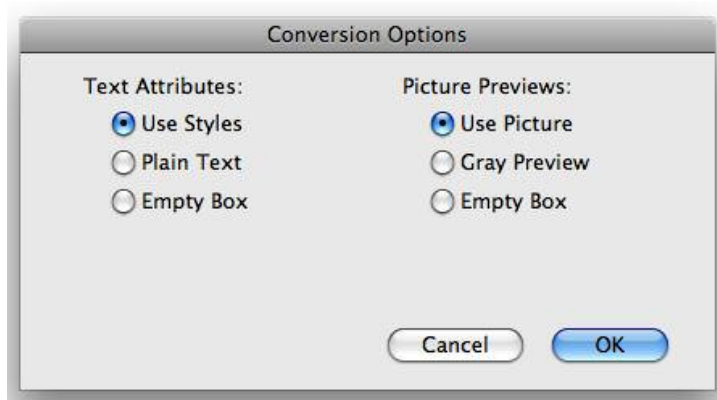 Conversion Options
Text Attributes:
Use Styles
Plain Text
Empty Box
Picture Previews:
Use Picture
Gray Preview
Empty Box
Cancel
OK